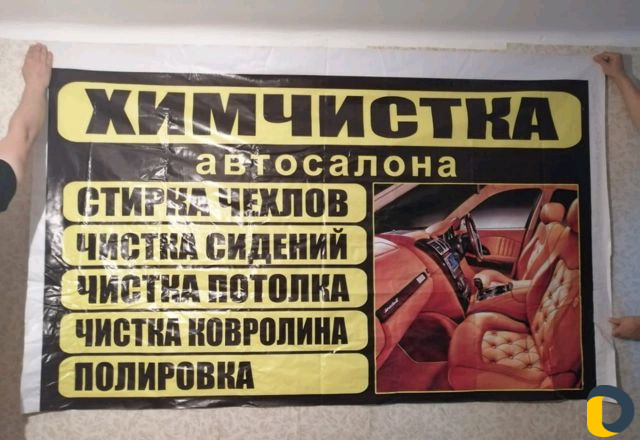 ХИМЧИСТКА
автосалона
СТИРКА ЧЕХЛОВ
ЧИСТКА СИДЕНИЙ
ЧИСТКА ПОТОЛКА
ЧИСТКА КОВРОЛИНА
ПОЛИРОВКА